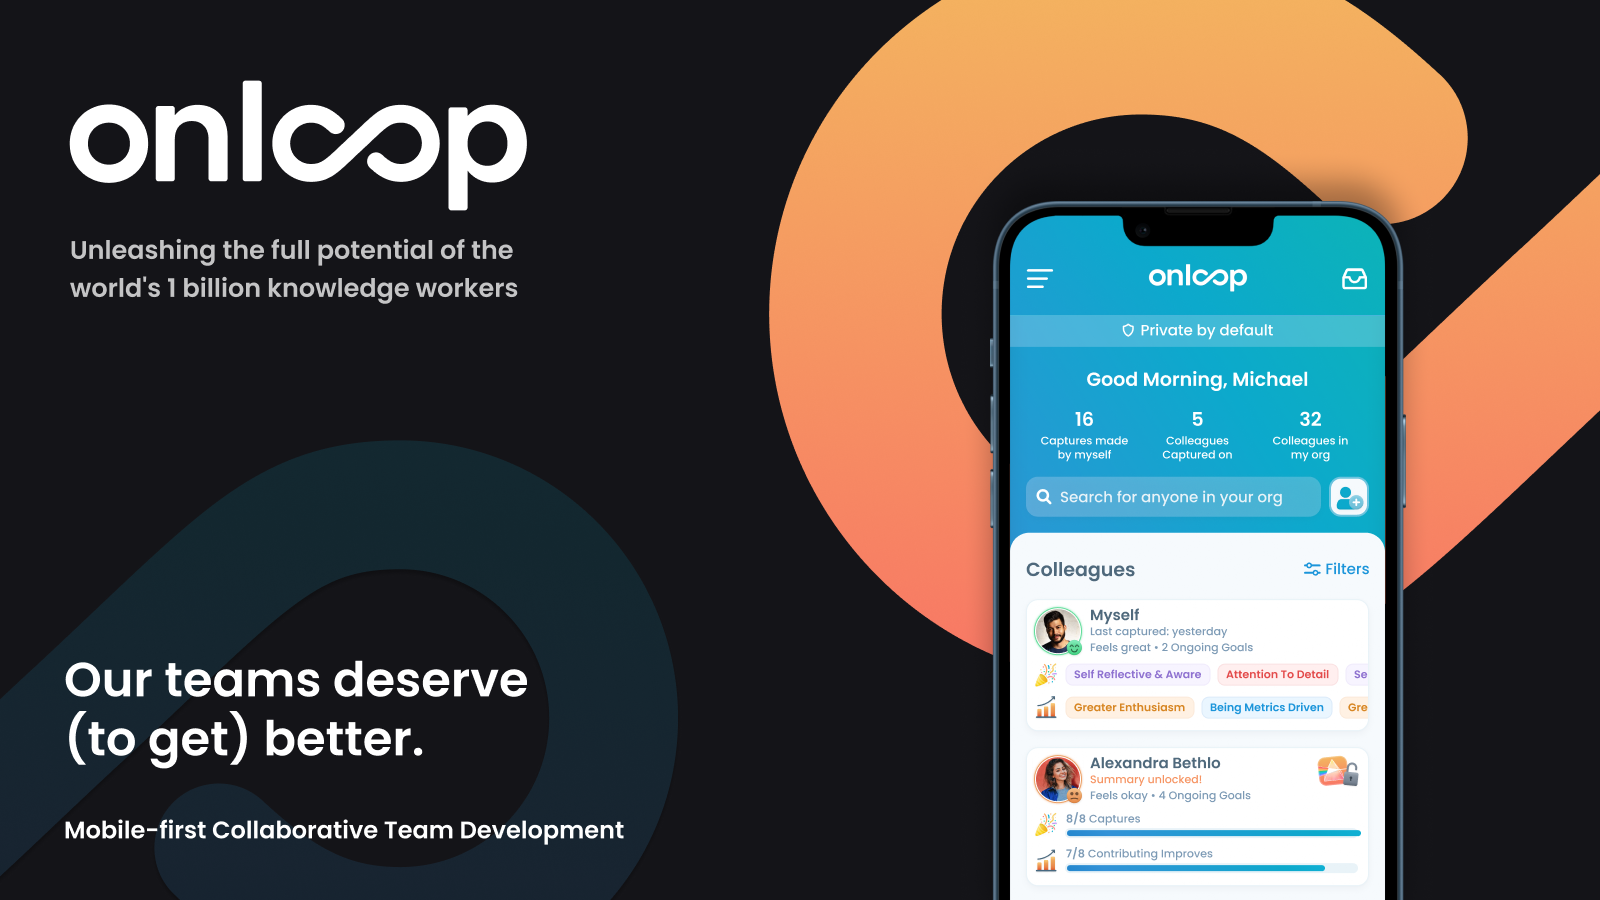 onloop
Unleashing the full potential of the
world's 1 billion knowledge workers
Our teams deserve
(to get) better.
Mobile-first Collaborative Team Development
onloop
Private by default
Good Morning, Michael
16
Captures made
by myself
5
Colleagues
Captured on
32
Colleagues in
my org
Search for anyone in your org
Colleagues
Filters
Myself
Last captured: yesterday
Feels great • 2 Ongoing Goals
Self Reflective & Aware Attention To Detail Se
Greater Enthusiasm Being Metrics Driven Gre
Alexandra Bethlo
Summary unlocked!
Feels okay • 4 Ongoing Goals
8/8 Captures
7/8 Contributing Improves